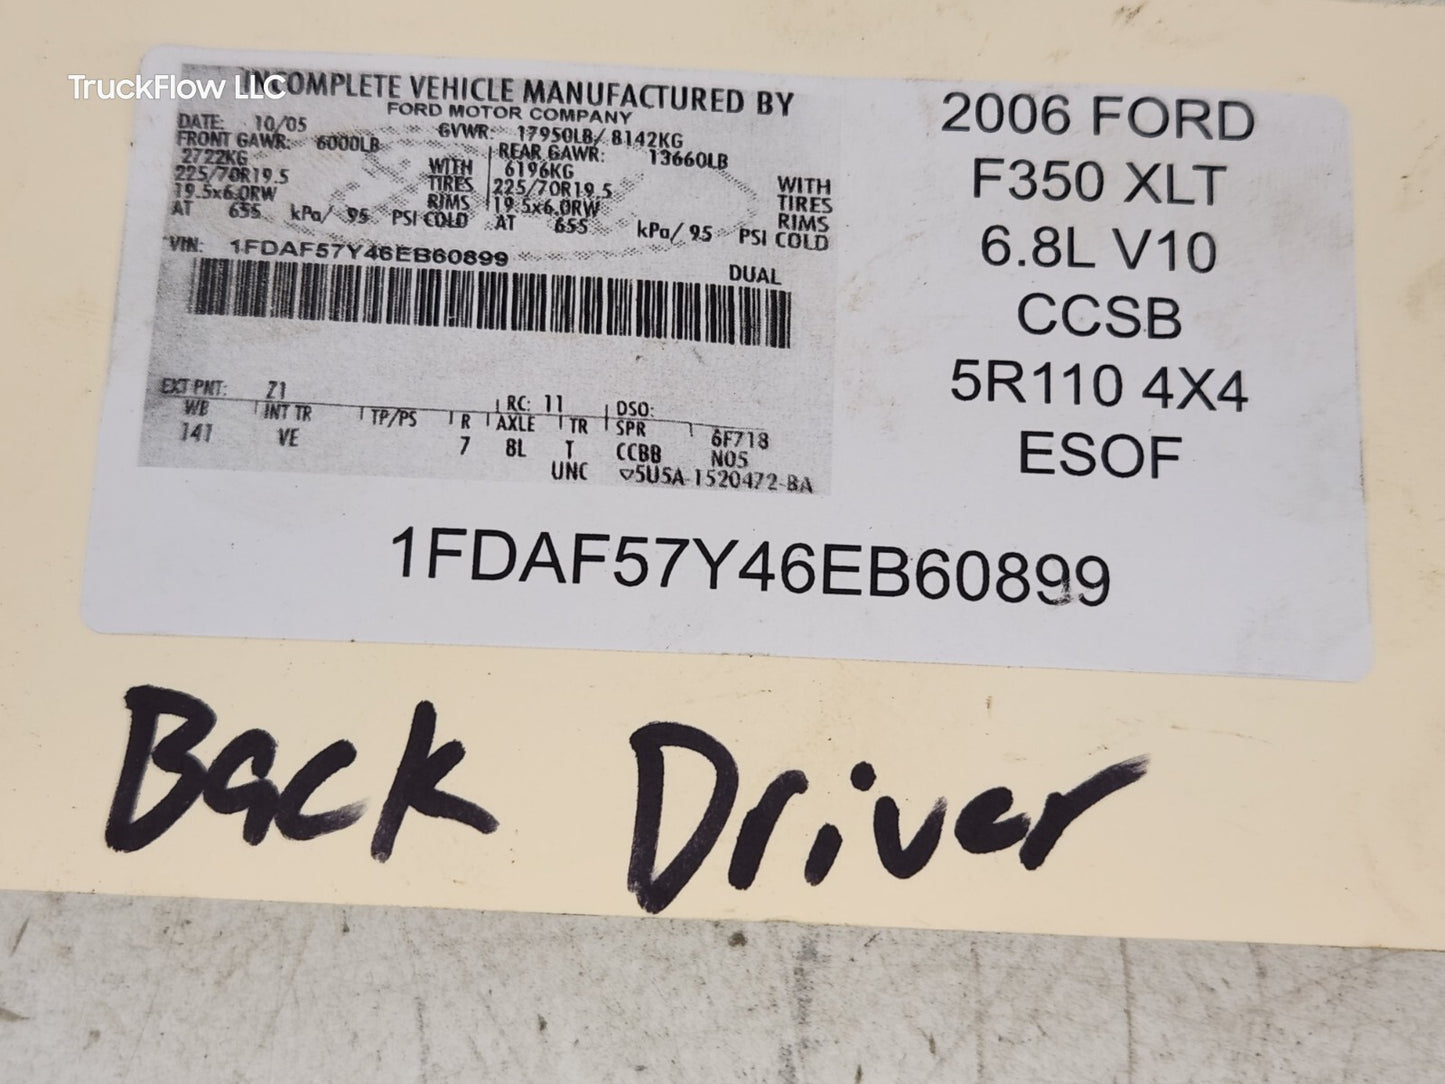 TruckFlow LLC
INCOMPLETE VEHICLE MANUFACTURED BY
FORD MOTOR COMPANY
DATE: 10/05 GVWR: 17950LB/ 8142KG
FRONT GAWR: 6000LB REAR GAWR: 13660LB
2722KG WITH 6196KG WITH
225/70R19.5 TIRES 225/70R19.5 TIRES
19.5x6.0RW RIMS 19.5x6.0RW RIMS
AT 655 kPa/ 95 PSI COLD AT 655 kPa/ 95 PSI COLD
VIN: 1FDAF57Y46EB60899
DUAL
EXT PNT: Z1 RC: 11 DSO:
WB INT TR TP/PS R AXLE TR SPR 6F718
141 VE 7 8L T CCBB N05
UNC ▽5U5A-1520472-BA
2006 FORD
F350 XLT
6.8L V10
CCSB
5R110 4X4
ESOF
1FDAF57Y46EB60899
Back Driver